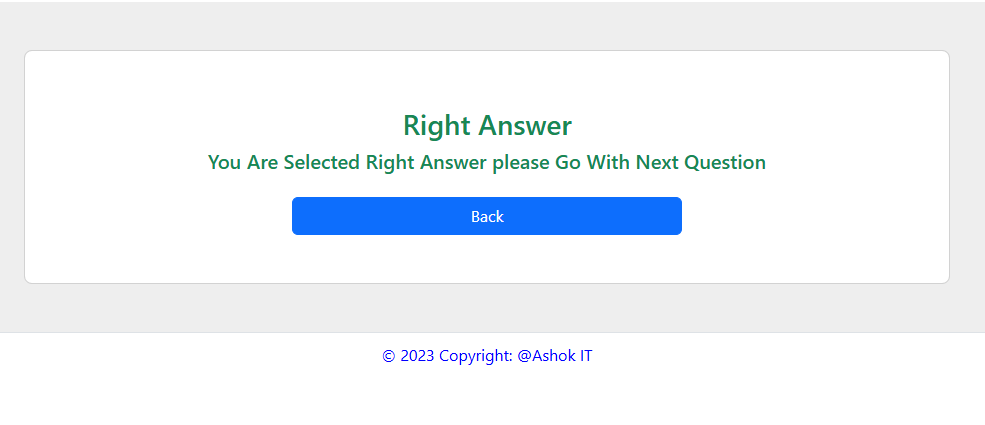 Right Answer
You Are Selected Right Answer please Go With Next Question
Back
© 2023 Copyright: @Ashok IT